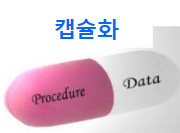 캡슐화
Procedure
Data